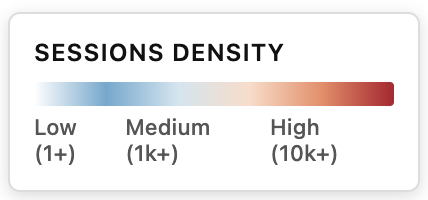 SESSIONS DENSITY
Low Medium High
(1+) (1k+) (10k+)